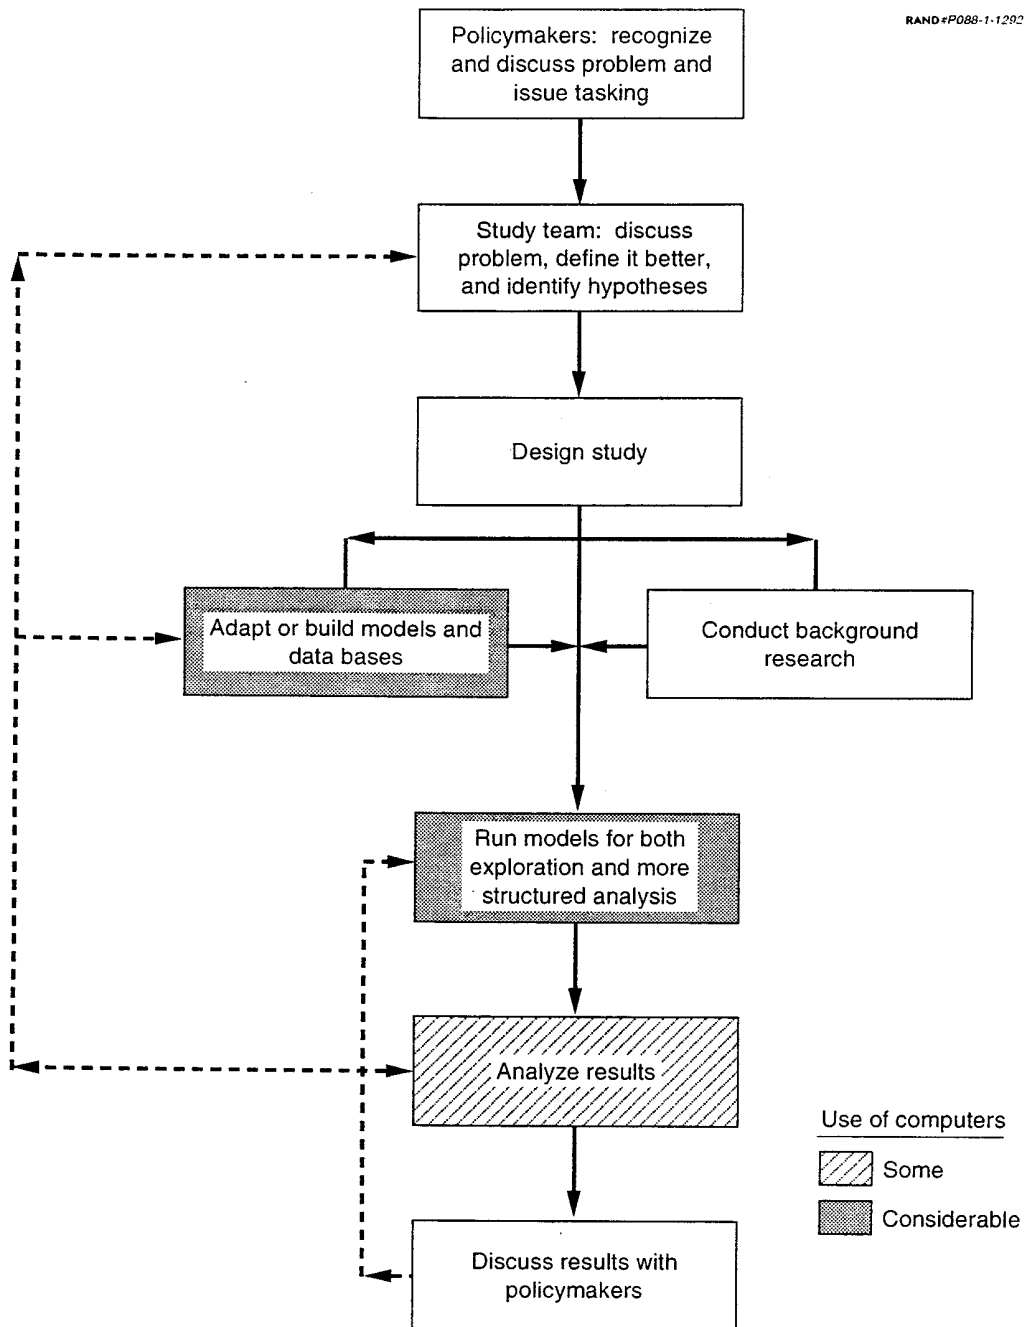 RAND#P088-1-1292
Policymakers: recognize
and discuss problem and
issue tasking
Study team: discuss
problem, define it better,
and identify hypotheses
Design study
Adapt or build models and
data bases
Conduct background
research
Run models for both
exploration and more
structured analysis
Analyze results
Use of computers
Some
Considerable
Discuss results with
policymakers